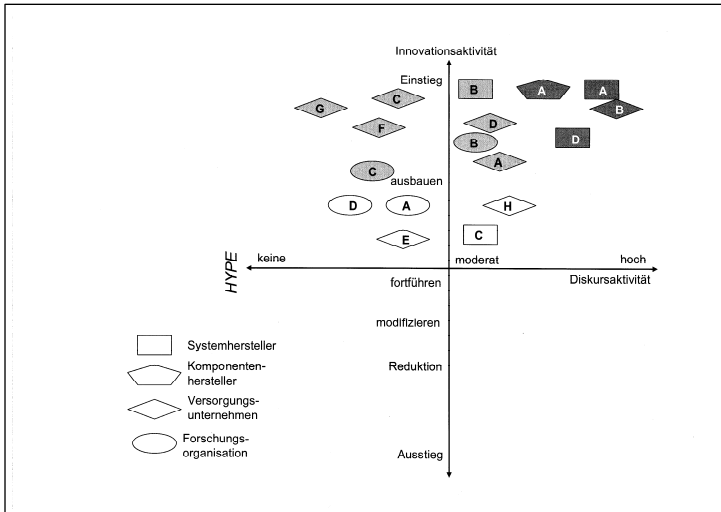 Innovationsaktivität
Einstieg
B
A
A
C
G
B
D
F
B
D
A
C
ausbauen
D
A
H
E
C
HYPE
keine
moderat
hoch
fortführen
Diskursaktivität
modifizieren
Systemhersteller
Reduktion
Komponenten-
hersteller
Versorgungs-
unternehmen
Forschungs-
organisation
Ausstieg